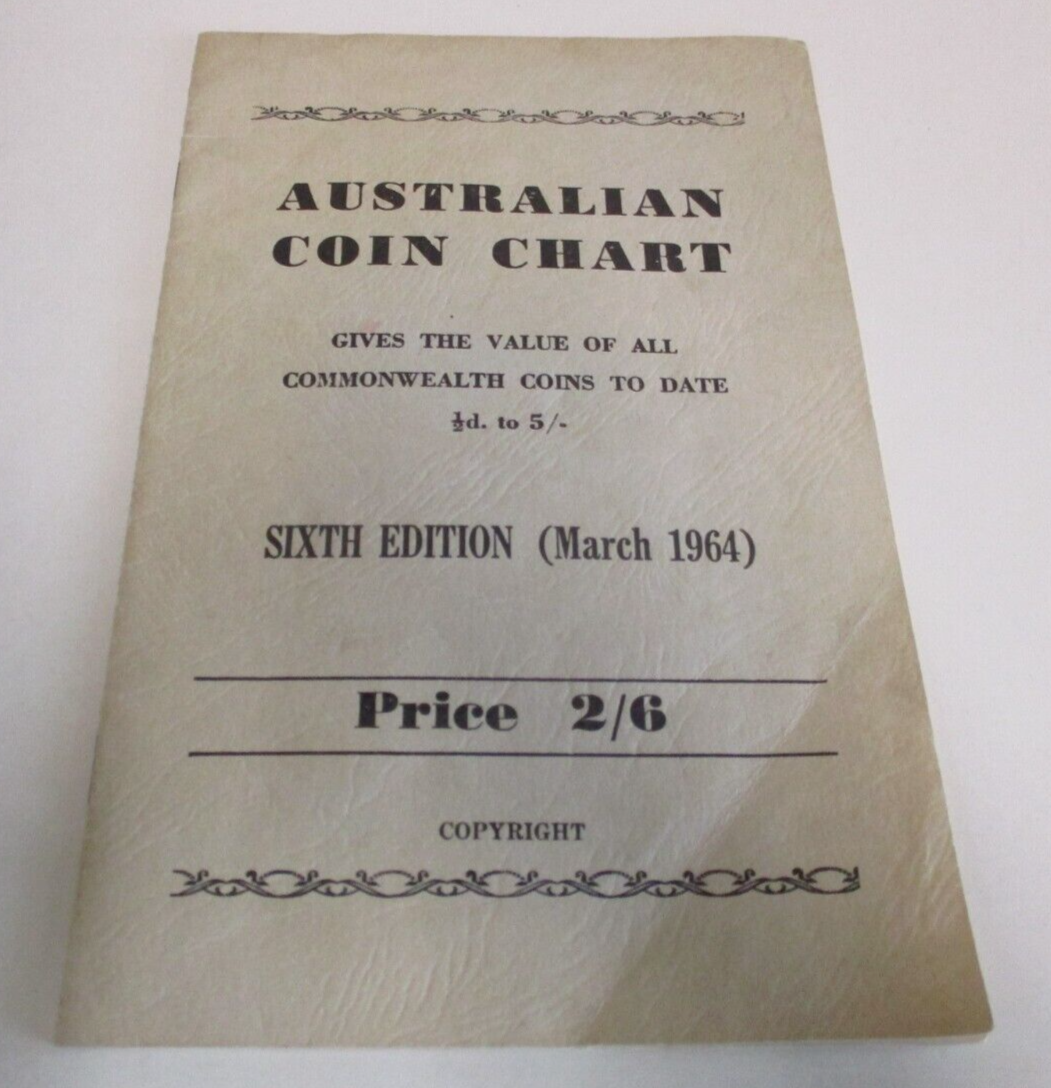 AUSTRALIAN
COIN CHART
GIVES THE VALUE OF ALL
COMMONWEALTH COINS TO DATE
½d. to 5/-
SIXTH EDITION (March 1964)
Price 2/6
COPYRIGHT